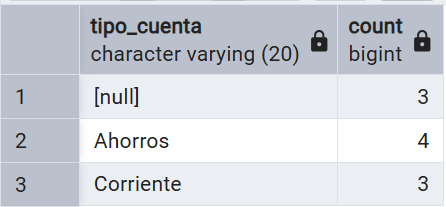 tipo_cuenta count
character varying (20) bigint
1 [null] 3
2 Ahorros 4
3 Corriente 3